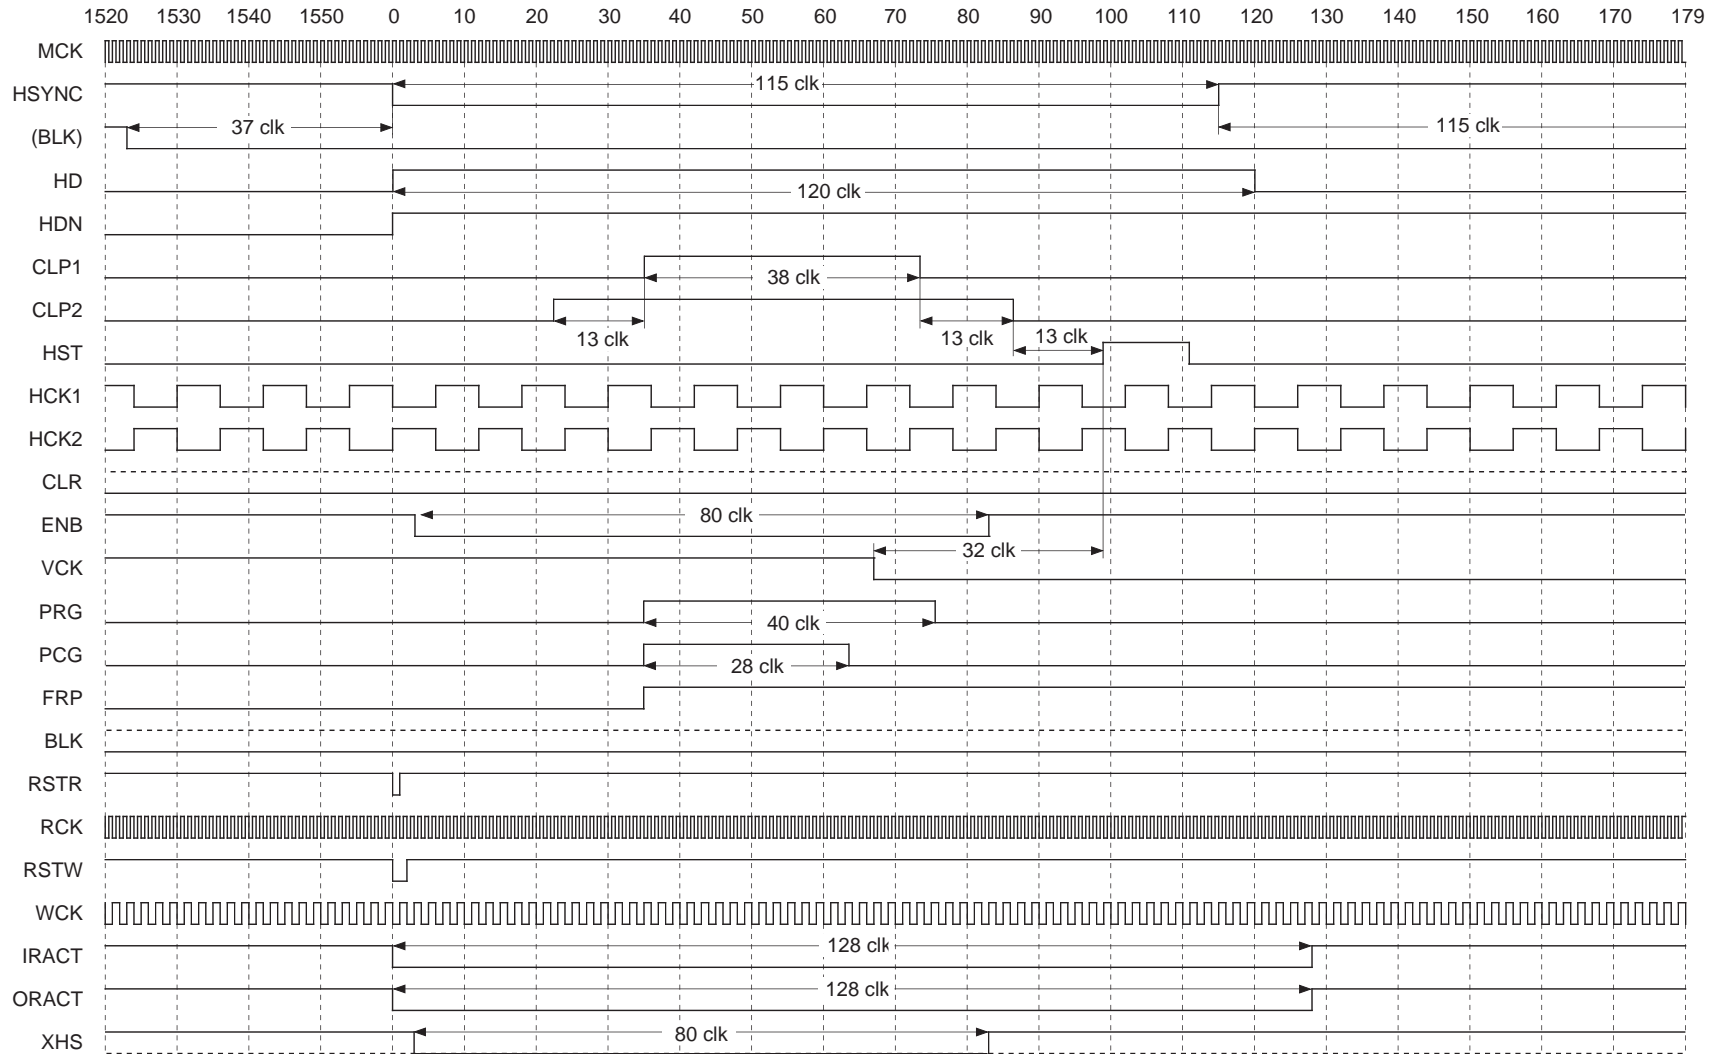 1520 1530 1540 1550 0 10 20 30 40 50 60 70 80 90 100 110 120 130 140 150 160 170 179
MCK
HSYNC 115 clk
(BLK) 37 clk 115 clk
HD 120 clk
HDN
CLP1 38 clk
CLP2
13 clk 13 clk 13 clk
HST
HCK1
HCK2
CLR
ENB 80 clk
32 clk
VCK
PRG 40 clk
PCG 28 clk
FRP
BLK
RSTR
RCK
RSTW
WCK
IRACT 128 clk
ORACT 128 clk
XHS 80 clk